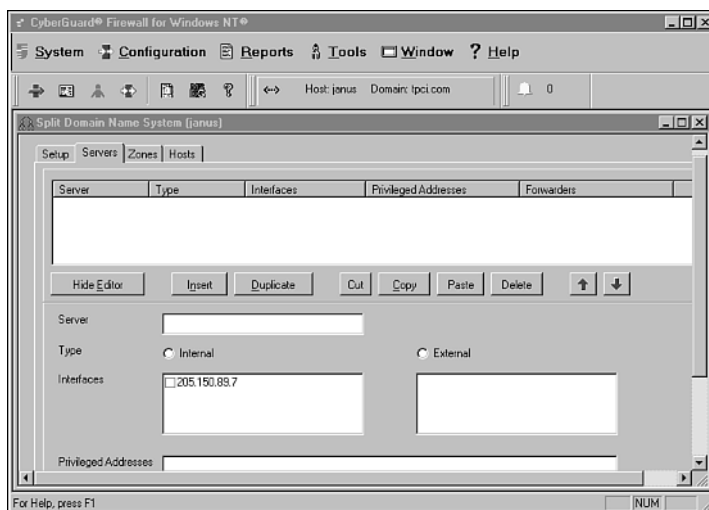 CyberGuard® Firewall for Windows NT®
System Configuration Reports Tools Window ? Help
Host: janus Domain: tpci.com 0
Split Domain Name System [janus]
Setup Servers Zones Hosts
Server Type Interfaces Privileged Addresses Forwarders
Hide Editor Insert Duplicate Cut Copy Paste Delete
Server
Type Internal External
Interfaces 205.150.89.7
Privileged Addresses
For Help, press F1 NUM